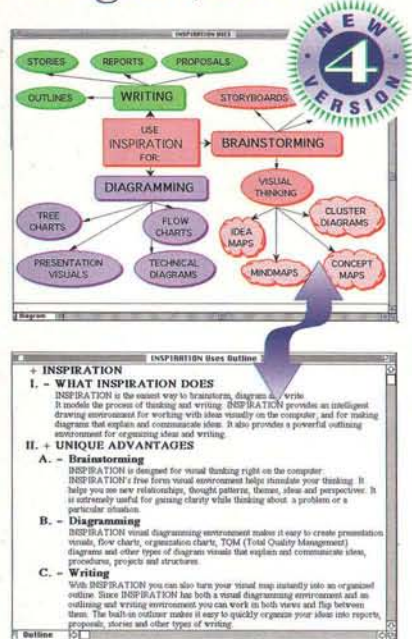 INSPIRATION USES
NEW
4
VERSION
STORIES
REPORTS
PROPOSALS
OUTLINES
WRITING
STORYBOARDS
USE
INSPIRATION
FOR:
BRAINSTORMING
DIAGRAMMING
VISUAL
THINKING
TREE
CHARTS
FLOW
CHARTS
IDEA
MAPS
CLUSTER
DIAGRAMS
PRESENTATION
VISUALS
TECHNICAL
DIAGRAMS
MINDMAPS
CONCEPT
MAPS
Diagram
INSPIRATION Uses Outline
+ INSPIRATION
I. – WHAT INSPIRATION DOES
INSPIRATION is the easiest way to brainstorm, diagram and write.
It models the process of thinking and writing. INSPIRATION provides an intelligent
drawing environment for working with ideas visually on the computer, and for making
diagrams that explain and communicate ideas. It also provides a powerful outlining
environment for organizing ideas and writing.
II. + UNIQUE ADVANTAGES
A. – Brainstorming
INSPIRATION is designed for visual thinking right on the computer.
INSPIRATION's free form visual environment helps stimulate your thinking. It
helps you see new relationships, thought patterns, themes, ideas and perspectives. It
is extremely useful for gaining clarity while thinking about a problem or a
particular situation.
B. – Diagramming
INSPIRATION visual diagramming environment makes it easy to create presentation
visuals, flow charts, organization charts, TQM (Total Quality Management)
diagrams and other types of diagram visuals that explain and communicate ideas,
procedures, projects and structures.
C. – Writing
With INSPIRATION you can also turn your visual map instantly into an organized
outline. Since INSPIRATION has both a visual diagramming environment and an
outlining and writing environment you can work in both views and flip between
them. The built-in outliner makes it easy to quickly organize your ideas into reports,
proposals, stories and other types of writing.
Outline